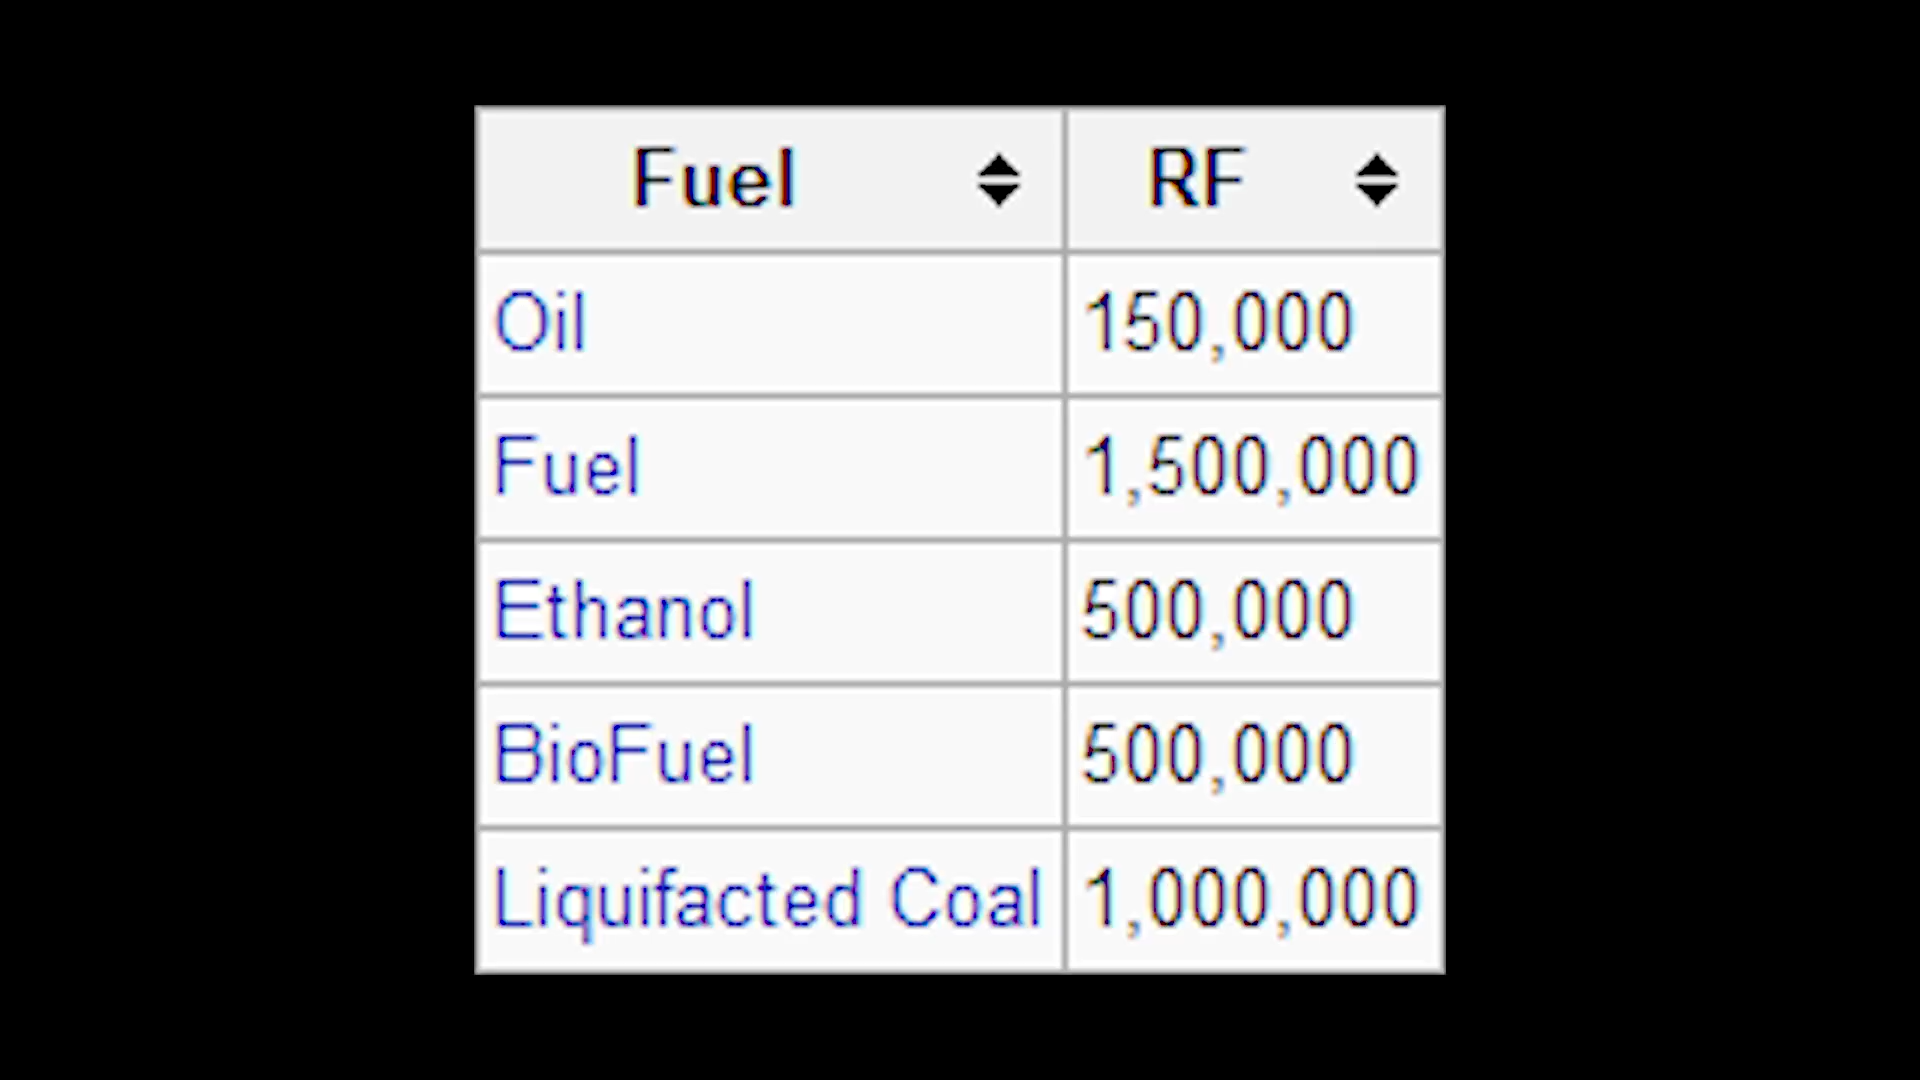 Fuel RF
Oil 150,000
Fuel 1,500,000
Ethanol 500,000
BioFuel 500,000
Liquifacted Coal 1,000,000